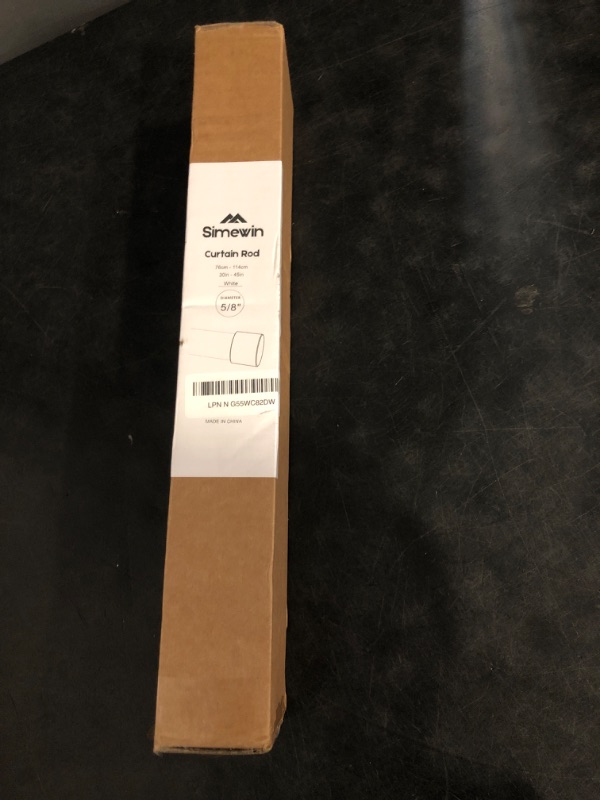 Simewin
Curtain Rod
76cm - 114cm
30in - 45in
White
DIAMETER
5/8"
LPN N G55WC82DW
MADE IN CHINA